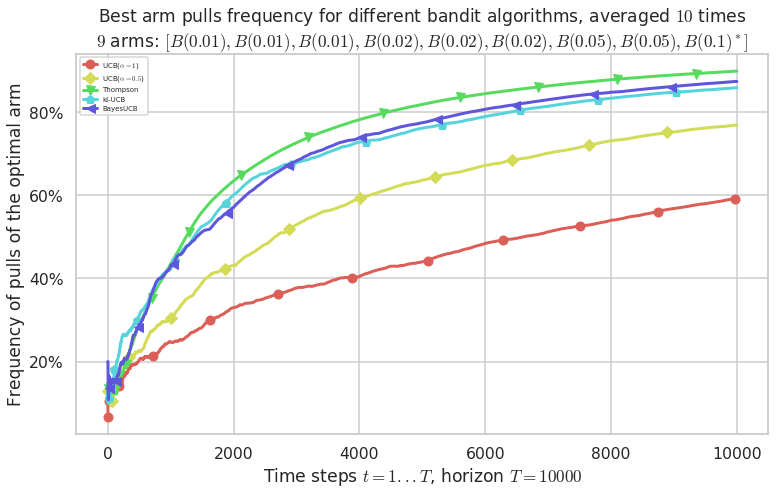 Best arm pulls frequency for different bandit algorithms, averaged 10 times
9 arms: [B(0.01), B(0.01), B(0.01), B(0.02), B(0.02), B(0.02), B(0.05), B(0.05), B(0.1)*]
UCB(α=1)
UCB(α=0.5)
Thompson
kl-UCB
BayesUCB
Frequency of pulls of the optimal arm
80%
60%
40%
20%
0 2000 4000 6000 8000 10000
Time steps t = 1...T, horizon T = 10000